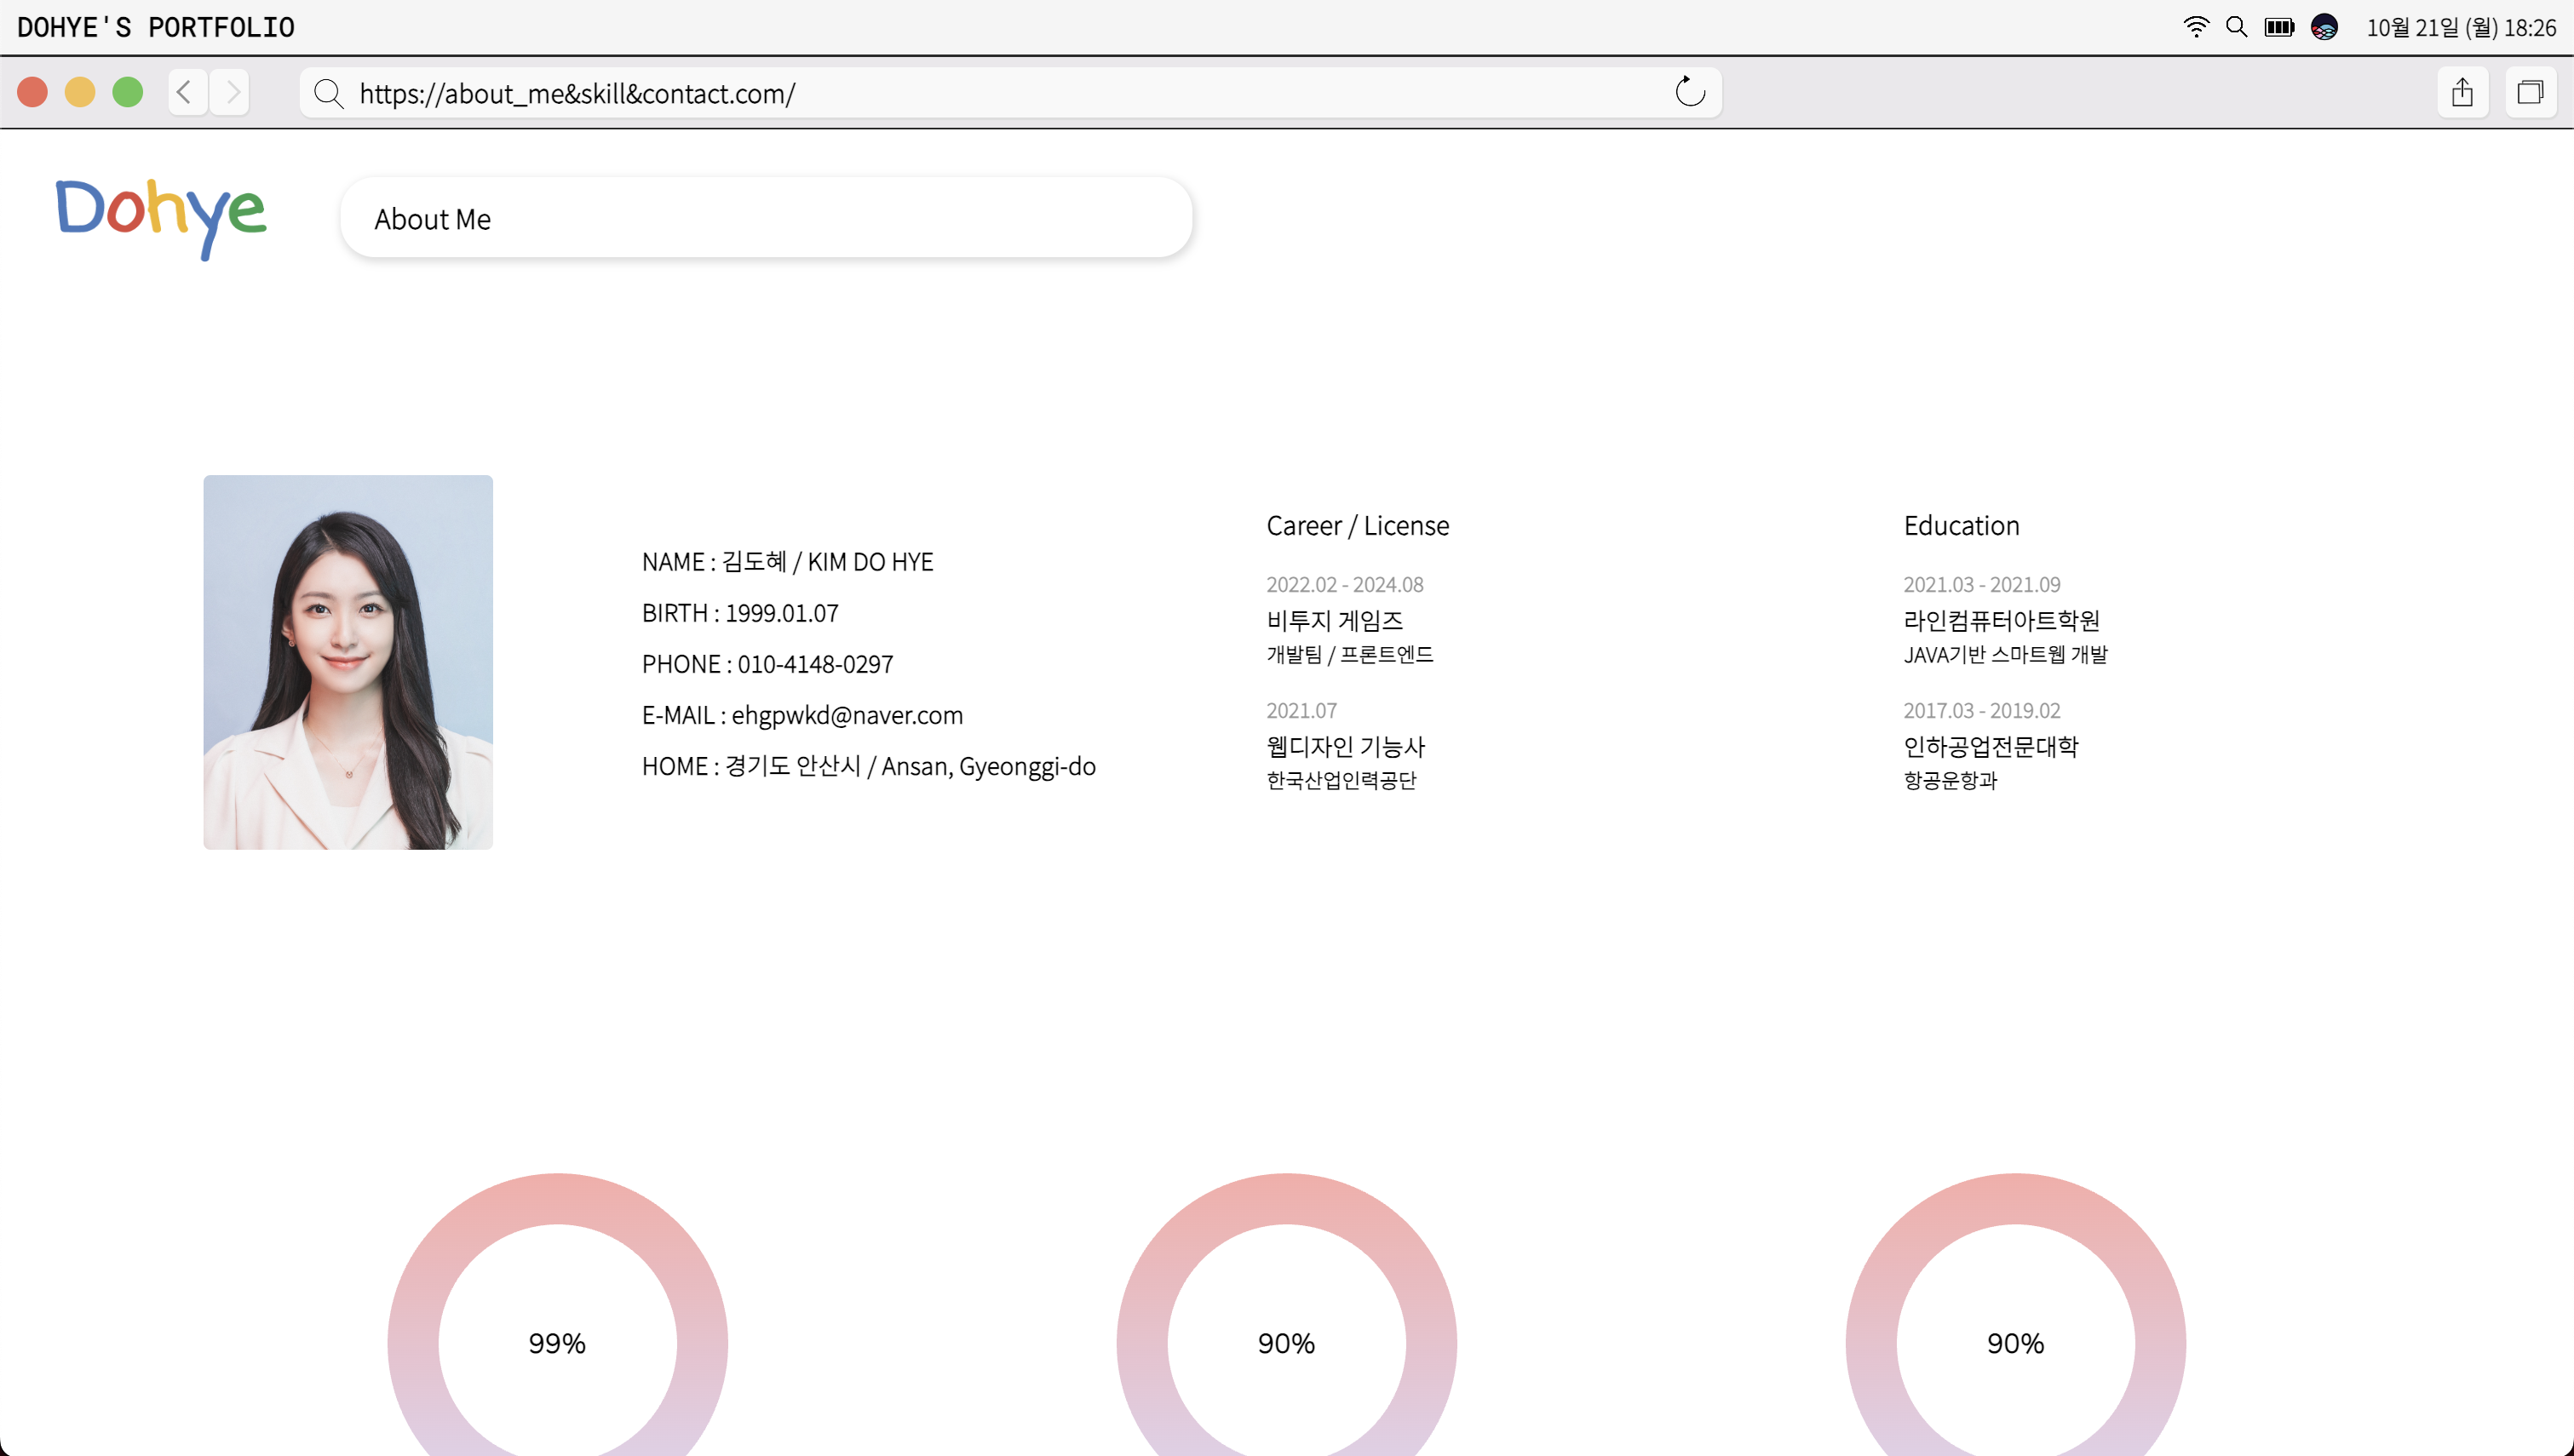 DOHYE'S PORTFOLIO
10월 21일 (월) 18:26
https://about_me&skill&contact.com/
Dohye
About Me
NAME : 김도혜 / KIM DO HYE
BIRTH : 1999.01.07
PHONE : 010-4148-0297
E-MAIL : ehgpwkd@naver.com
HOME : 경기도 안산시 / Ansan, Gyeonggi-do
Career / License
2022.02 - 2024.08
비투지 게임즈
개발팀 / 프론트엔드
2021.07
웹디자인 기능사
한국산업인력공단
Education
2021.03 - 2021.09
라인컴퓨터아트학원
JAVA기반 스마트웹 개발
2017.03 - 2019.02
인하공업전문대학
항공운항과
99%
90%
90%